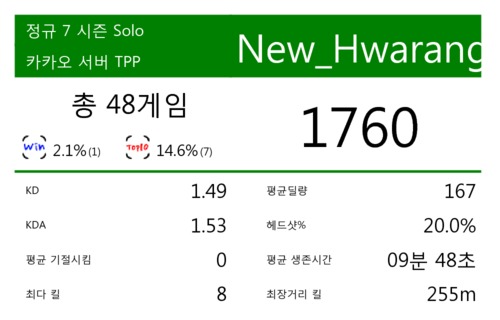 정규 7 시즌 Solo
카카오 서버 TPP
New_Hwarang
총 48게임
Win 2.1% (1) TOP10 14.6% (7)
1760
KD 1.49
평균딜량 167
KDA 1.53
헤드샷% 20.0%
평균 기절시킴 0
평균 생존시간 09분 48초
최다 킬 8
최장거리 킬 255m